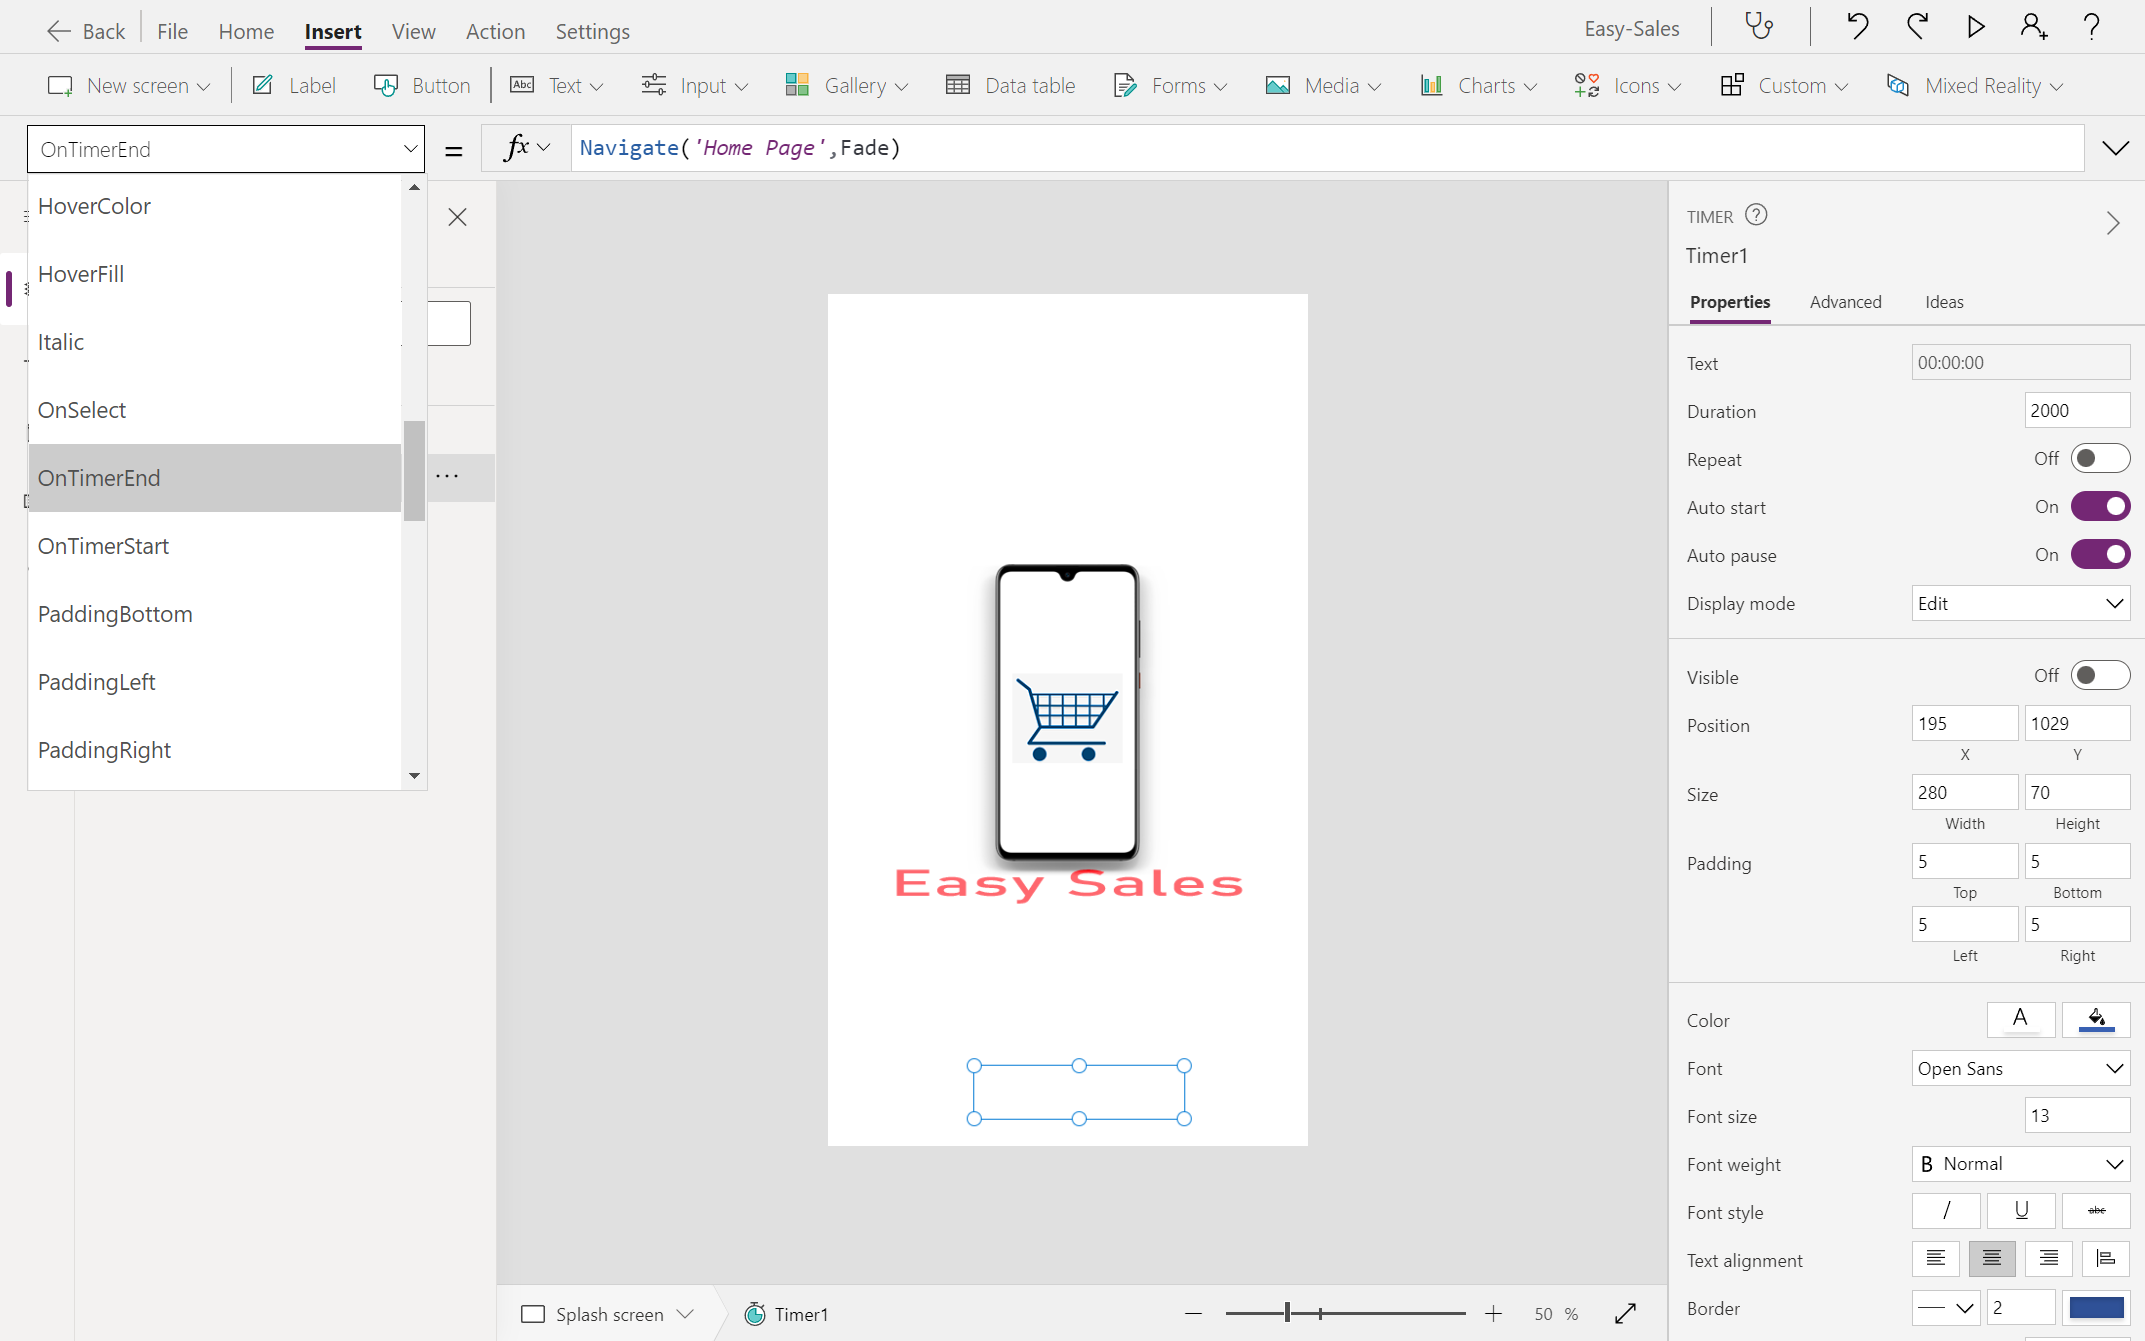 Back File Home Insert View Action Settings Easy-Sales
New screen Label Button Abc Text Input Gallery Data table Forms Media Charts Icons Custom Mixed Reality
OnTimerEnd = fx Navigate('Home Page',Fade)
HoverColor
HoverFill
Italic
OnSelect
OnTimerEnd
OnTimerStart
PaddingBottom
PaddingLeft
PaddingRight
Easy Sales
Splash screen Timer1 50 %
TIMER ?
Timer1
Properties Advanced Ideas
Text 00:00:00
Duration 2000
Repeat Off
Auto start On
Auto pause On
Display mode Edit
Visible Off
Position 195 1029
X Y
Size 280 70
Width Height
Padding 5 5
Top Bottom
5 5
Left Right
Color A
Font Open Sans
Font size 13
Font weight B Normal
Font style / U abc
Text alignment
Border 2